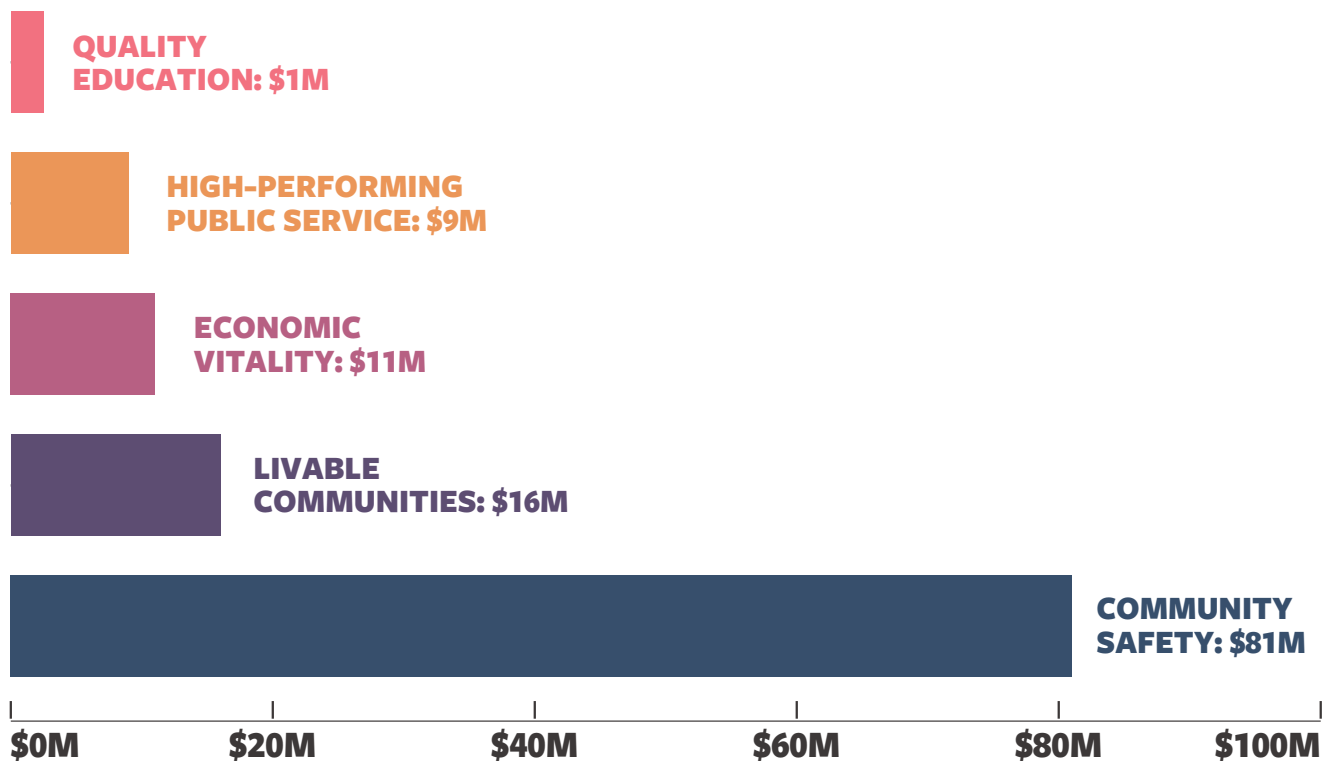 QUALITY
EDUCATION: $1M
HIGH-PERFORMING
PUBLIC SERVICE: $9M
ECONOMIC
VITALITY: $11M
LIVABLE
COMMUNITIES: $16M
COMMUNITY
SAFETY: $81M
$0M $20M $40M $60M $80M $100M